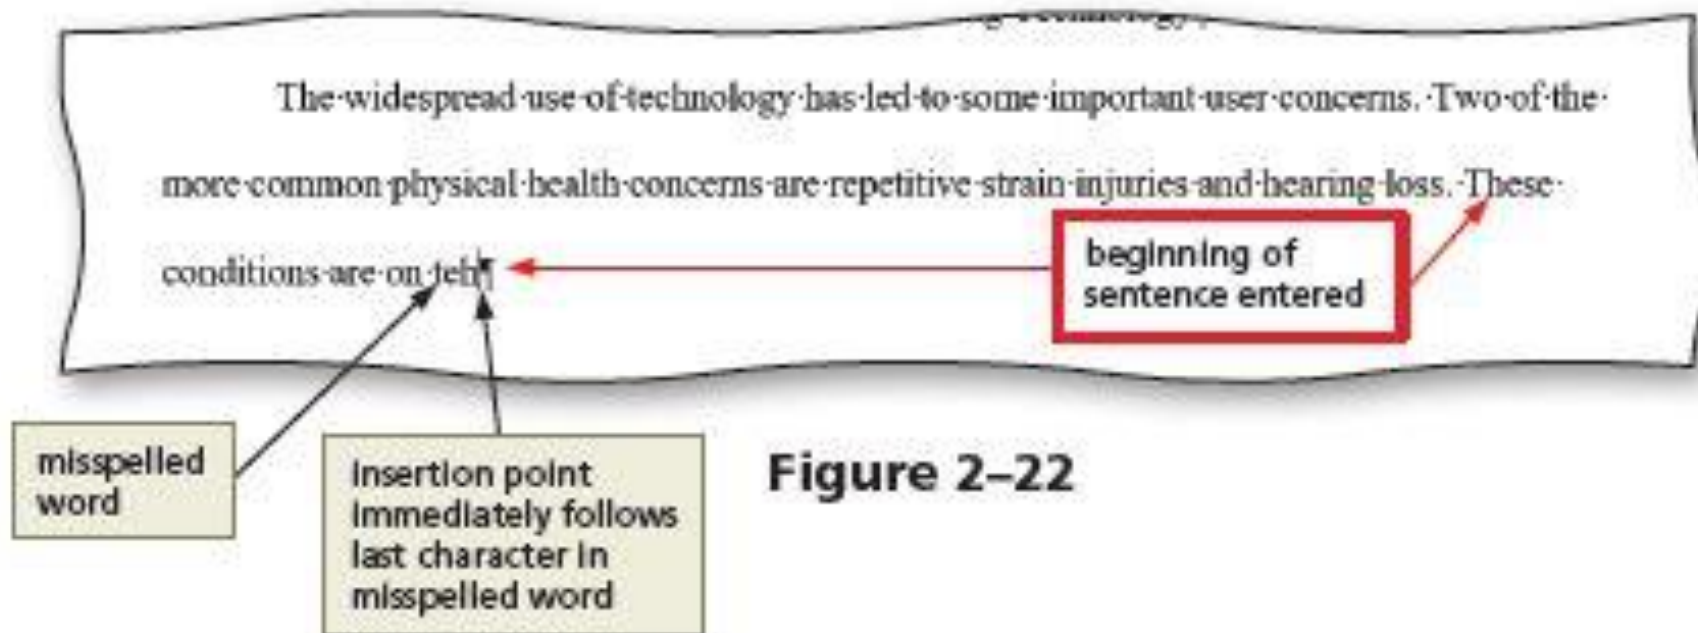 The·widespread·use·of·technology·has·led·to·some·important·user·concerns.·Two·of·the·
more·common·physical·health·concerns·are·repetitive·strain·injuries·and·hearing·loss.·These·
conditions·are·on·teh¶
beginning of
sentence entered
misspelled
word
insertion point
immediately follows
last character in
misspelled word
Figure 2–22